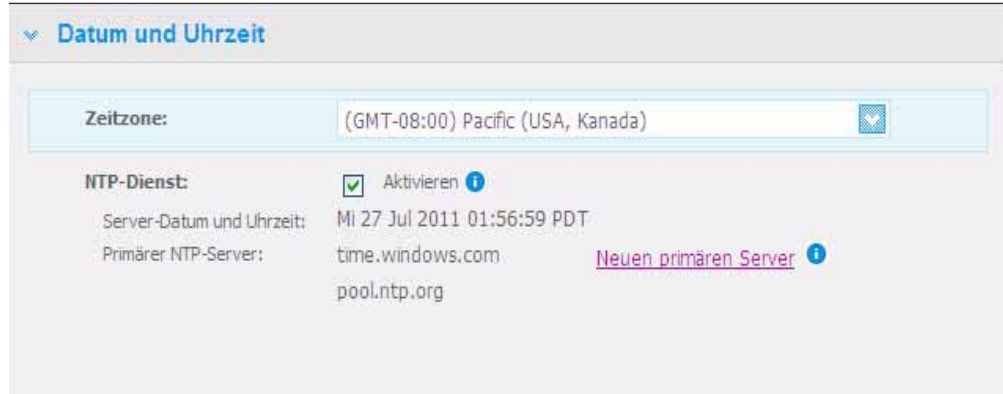 Datum und Uhrzeit
Zeitzone: (GMT-08:00) Pacific (USA, Kanada)
NTP-Dienst: Aktivieren
Server-Datum und Uhrzeit: Mi 27 Jul 2011 01:56:59 PDT
Primärer NTP-Server: time.windows.com Neuen primären Server
pool.ntp.org